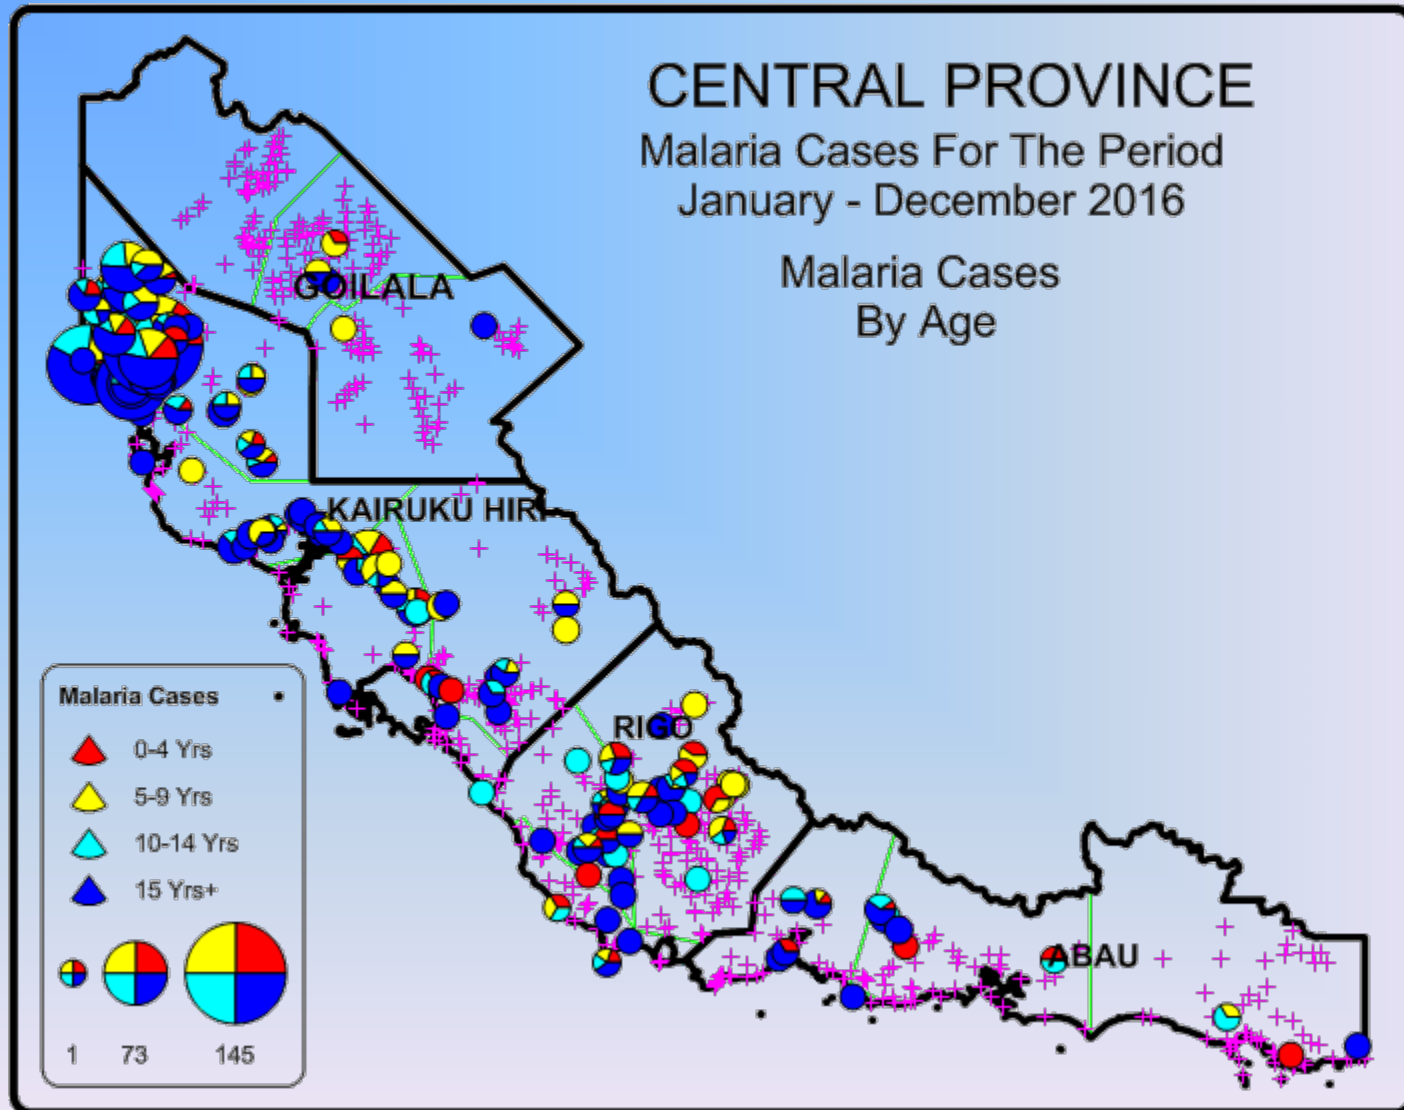 CENTRAL PROVINCE
Malaria Cases For The Period
January - December 2016
Malaria Cases
By Age
GOILALA
KAIRUKU HIRI
RIGO
ABAU
Malaria Cases
0-4 Yrs
5-9 Yrs
10-14 Yrs
15 Yrs+
1 73 145